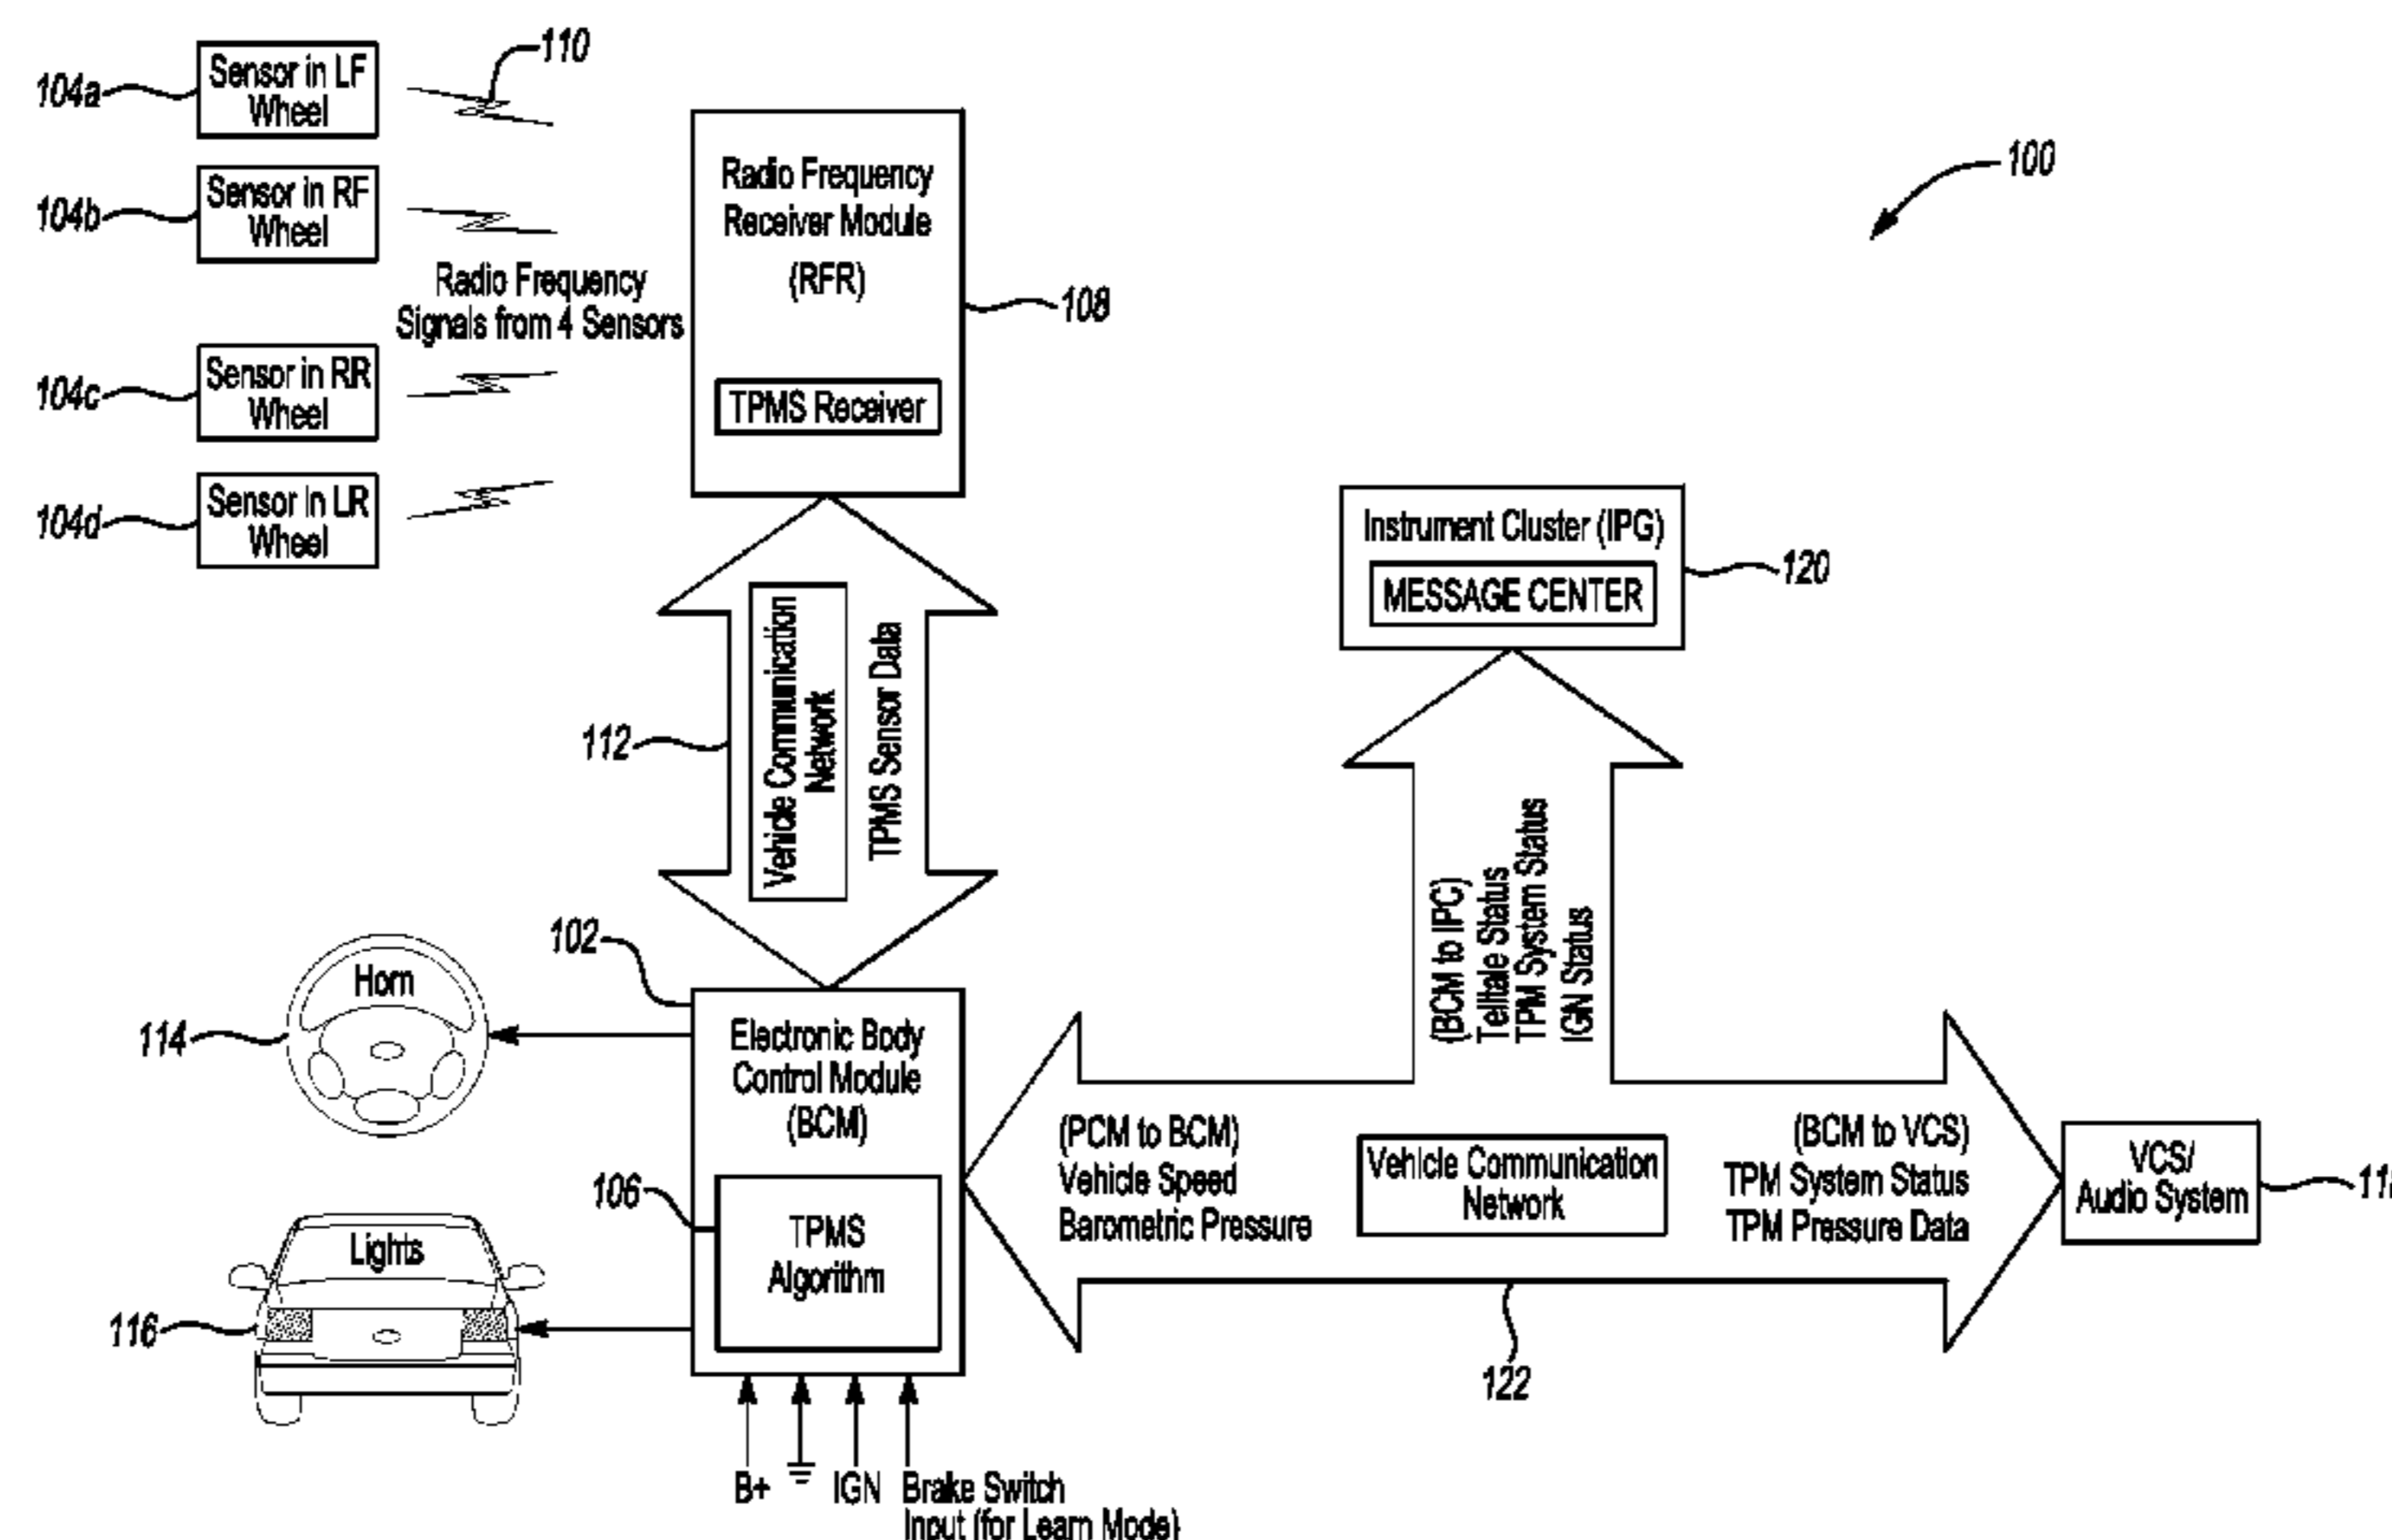 104a
Sensor in LF
Wheel
110
104b
Sensor in RF
Wheel
Radio Frequency
Signals from 4 Sensors
104c
Sensor in RR
Wheel
104d
Sensor in LR
Wheel
Radio Frequency
Receiver Module
(RFR)
TPMS Receiver
108
100
Instrument Cluster (IPG)
MESSAGE CENTER
120
112
Vehicle Communication
Network
TPMS Sensor Data
(BCM to IPC)
Telltale Status
TPM System Status
IGN Status
102
Horn
114
Electronic Body
Control Module
(BCM)
106
TPMS
Algorithm
Lights
116
(PCM to BCM)
Vehicle Speed
Barometric Pressure
Vehicle Communication
Network
(BCM to VCS)
TPM System Status
TPM Pressure Data
VCS/
Audio System
122
B+
IGN
Brake Switch
Input (for Learn Mode)